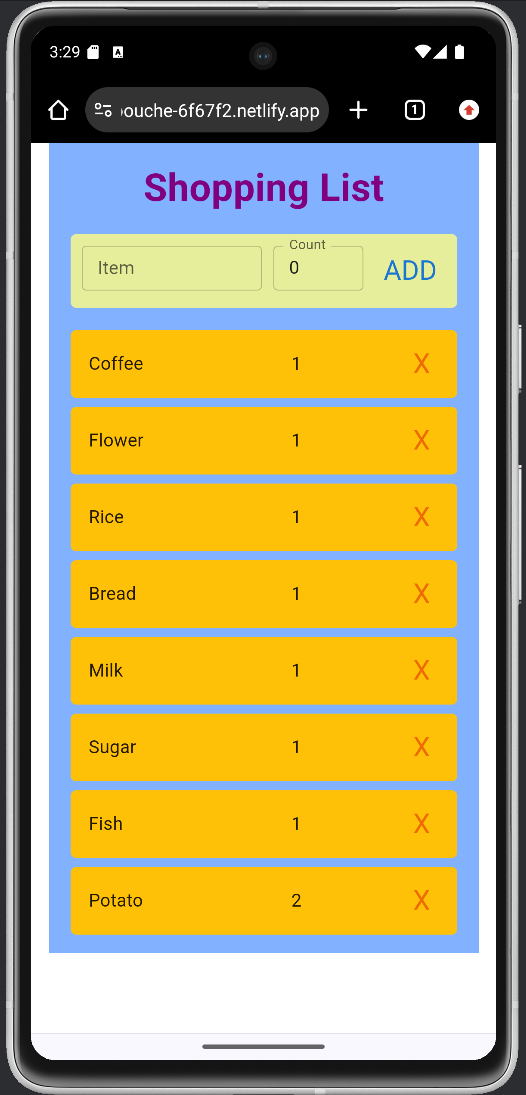 3:29
ouche-6f67f2.netlify.app
1
Shopping List
Count
Item 0 ADD
Coffee 1 X
Flower 1 X
Rice 1 X
Bread 1 X
Milk 1 X
Sugar 1 X
Fish 1 X
Potato 2 X